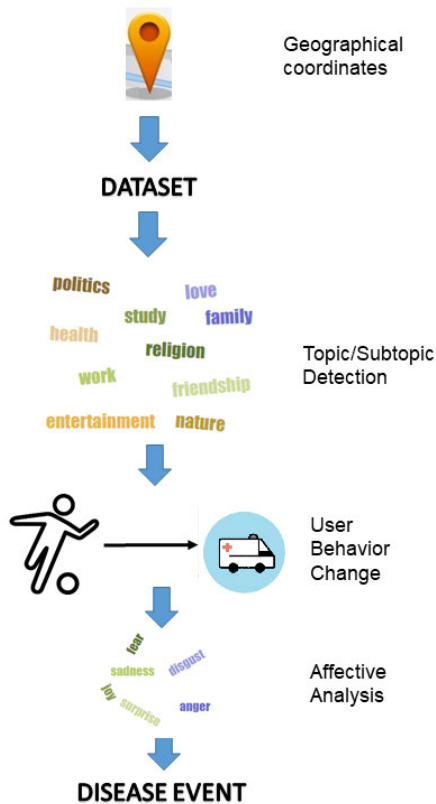 Geographical
coordinates
DATASET
politics
love
study
family
health
religion
work
friendship
entertainment
nature
Topic/Subtopic
Detection
User
Behavior
Change
fear
sadness
disgust
joy
surprise
anger
Affective
Analysis
DISEASE EVENT